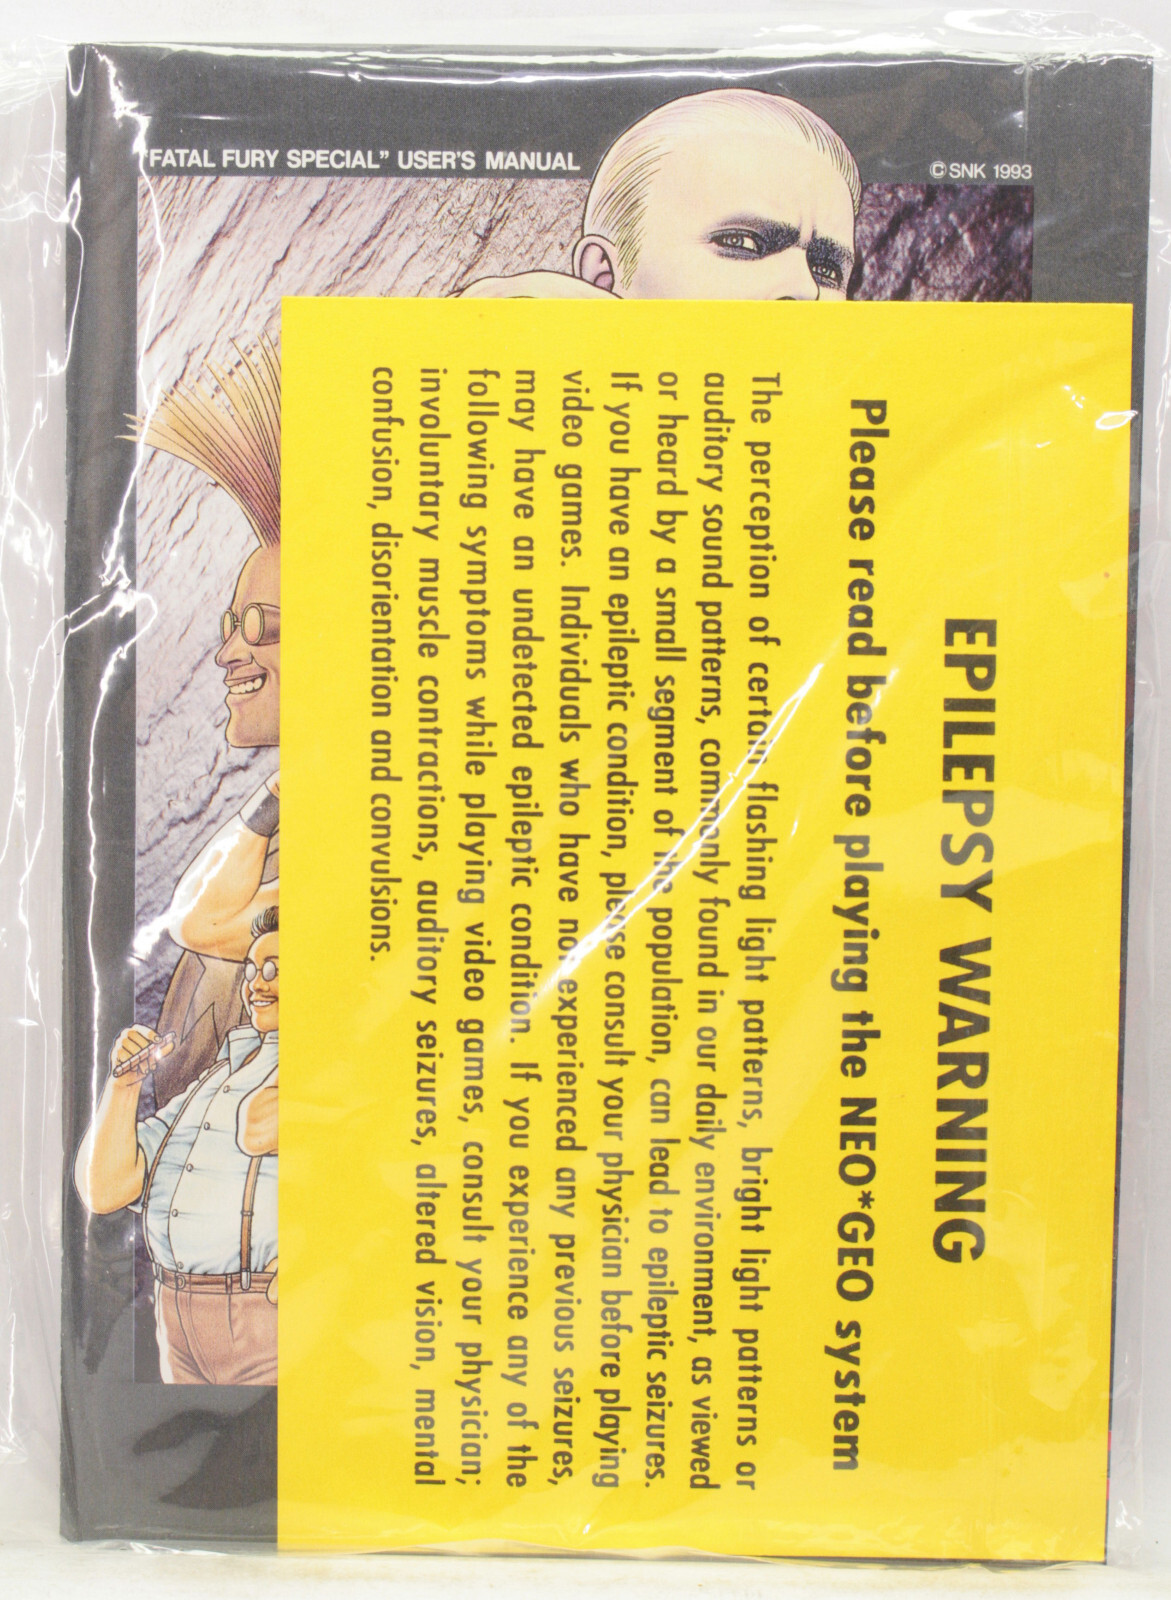 "FATAL FURY SPECIAL" USER'S MANUAL
© SNK 1993
EPILEPSY WARNING
Please read before playing the NEO*GEO system
The perception of certain flashing light patterns, bright light patterns or
auditory sound patterns, commonly found in our daily environment, as viewed
or heard by a small segment of the population, can lead to epileptic seizures.
If you have an epileptic condition, please consult your physician before playing
video games. Individuals who have not experienced any previous seizures,
may have an undetected epileptic condition. If you experience any of the
following symptoms while playing video games, consult your physician;
involuntary muscle contractions, auditory seizures, altered vision, mental
confusion, disorientation and convulsions.